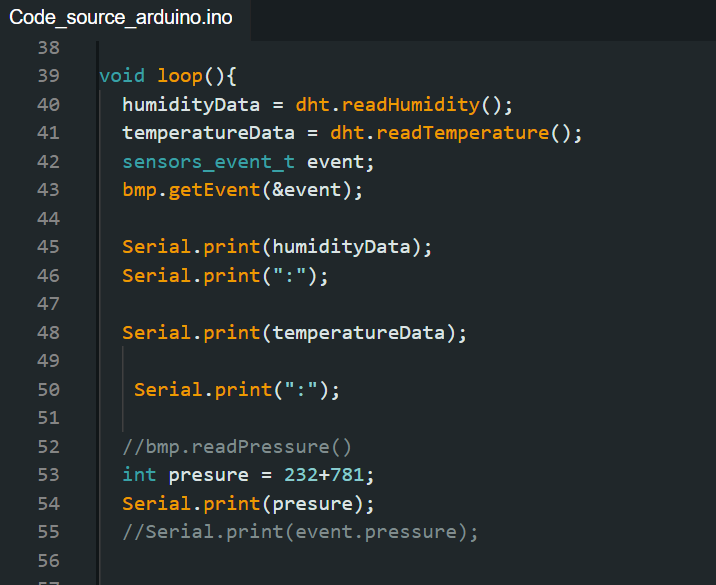 Code_source_arduino.ino
38
39 void loop(){
40 humidityData = dht.readHumidity();
41 temperatureData = dht.readTemperature();
42 sensors_event_t event;
43 bmp.getEvent(&event);
44
45 Serial.print(humidityData);
46 Serial.print(":");
47
48 Serial.print(temperatureData);
49
50 Serial.print(":");
51
52 //bmp.readPressure()
53 int presure = 232+781;
54 Serial.print(presure);
55 //Serial.print(event.pressure);
56